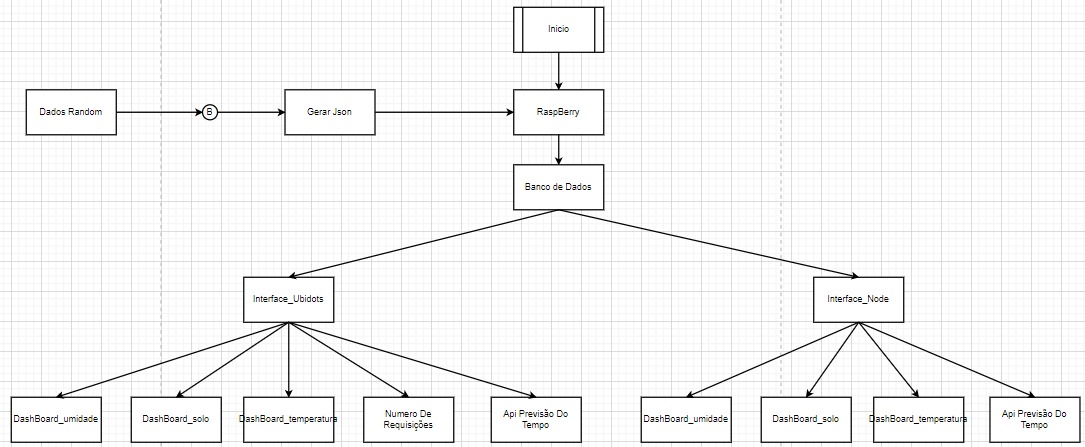 Inicio
Dados Random
B
Gerar Json
RaspBerry
Banco de Dados
Interface_Ubidots
Interface_Node
DashBoard_umidade
DashBoard_solo
DashBoard_temperatura
Numero De
Requisições
Api Previsão Do
Tempo
DashBoard_umidade
DashBoard_solo
DashBoard_temperatura
Api Previsão Do
Tempo